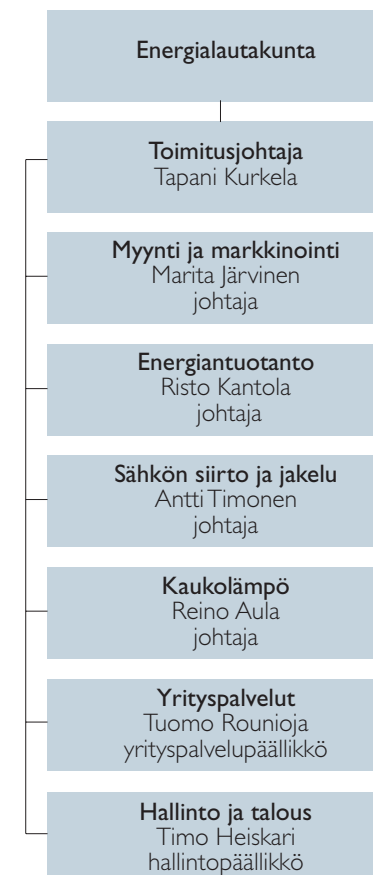 Energialautakunta
Toimitusjohtaja
Tapani Kurkela
Myynti ja markkinointi
Marita Järvinen
johtaja
Energiantuotanto
Risto Kantola
johtaja
Sähkön siirto ja jakelu
Antti Timonen
johtaja
Kaukolämpö
Reino Aula
johtaja
Yrityspalvelut
Tuomo Rounioja
yrityspalvelupäällikkö
Hallinto ja talous
Timo Heiskari
hallintopäällikkö